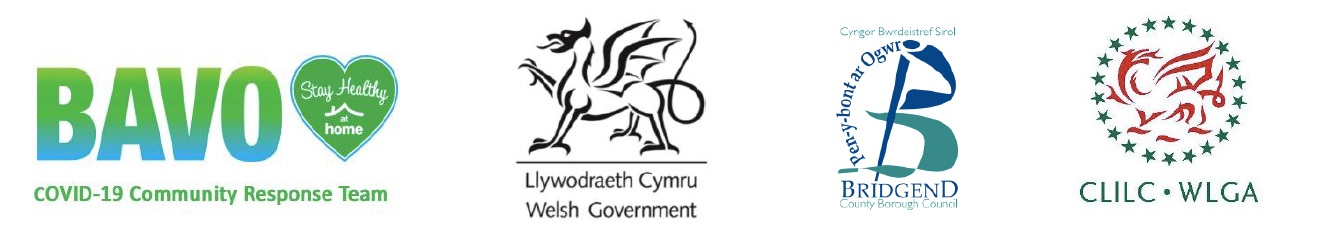 BAVO
Stay Healthy
at
home
COVID-19 Community Response Team
Llywodraeth Cymru
Welsh Government
Cyngor Bwrdeistref Sirol
Pen-y-bont ar Ogwr
BRIDGEND
County Borough Council
CLILC • WLGA